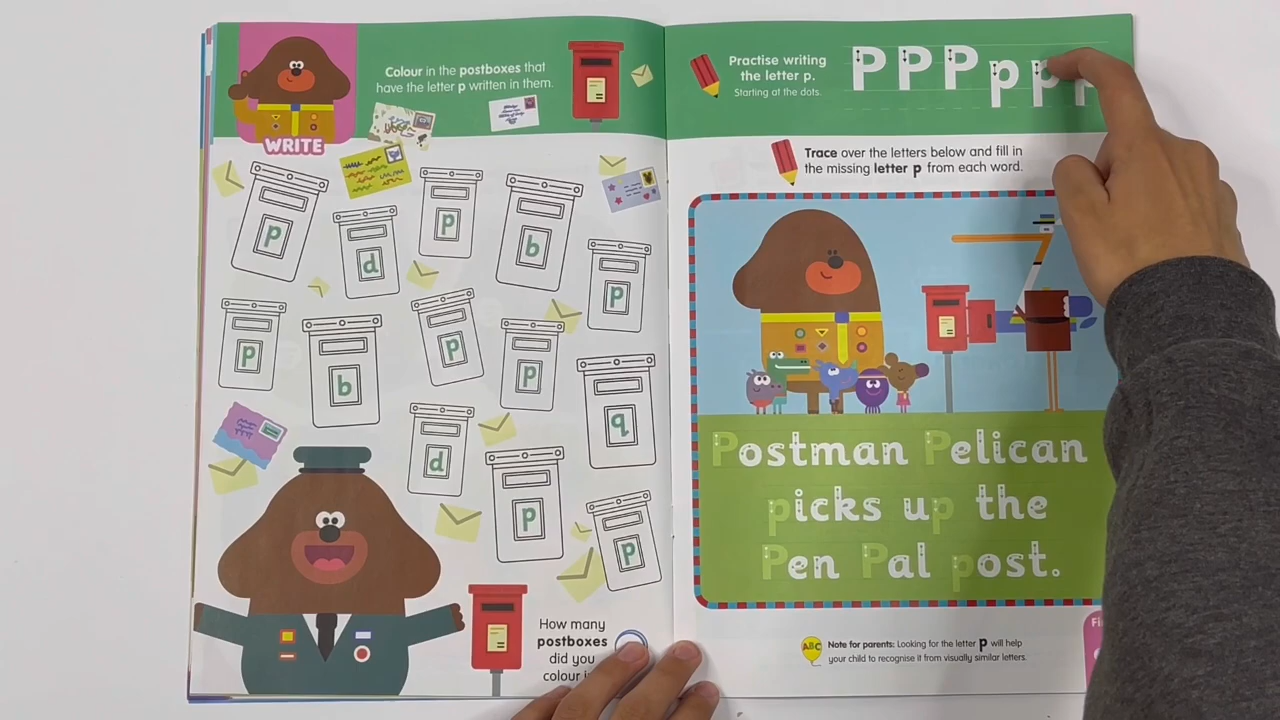 Colour in the postboxes that
have the letter p written in them.
WRITE
p
d
p
b
p
p
b
p
p
q
d
p
p
How many
postboxes
did you
colour
Practise writing
the letter p.
Starting at the dots.
P P P p p
Trace over the letters below and fill in
the missing letter p from each word.
Postman Pelican
picks up the
Pen Pal post.
ABC
Note for parents: Looking for the letter p will help
your child to recognise it from visually similar letters.